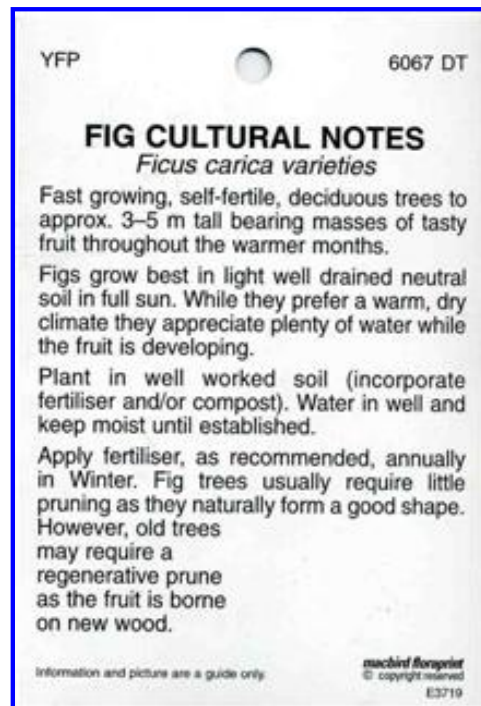 YFP
6067 DT
FIG CULTURAL NOTES
Ficus carica varieties
Fast growing, self-fertile, deciduous trees to
approx. 3–5 m tall bearing masses of tasty
fruit throughout the warmer months.
Figs grow best in light well drained neutral
soil in full sun. While they prefer a warm, dry
climate they appreciate plenty of water while
the fruit is developing.
Plant in well worked soil (incorporate
fertiliser and/or compost). Water in well and
keep moist until established.
Apply fertiliser, as recommended, annually
in Winter. Fig trees usually require little
pruning as they naturally form a good shape.
However, old trees
may require a
regenerative prune
as the fruit is borne
on new wood.
Information and picture are a guide only.
macbird floraprint
© copyright reserved
E3719